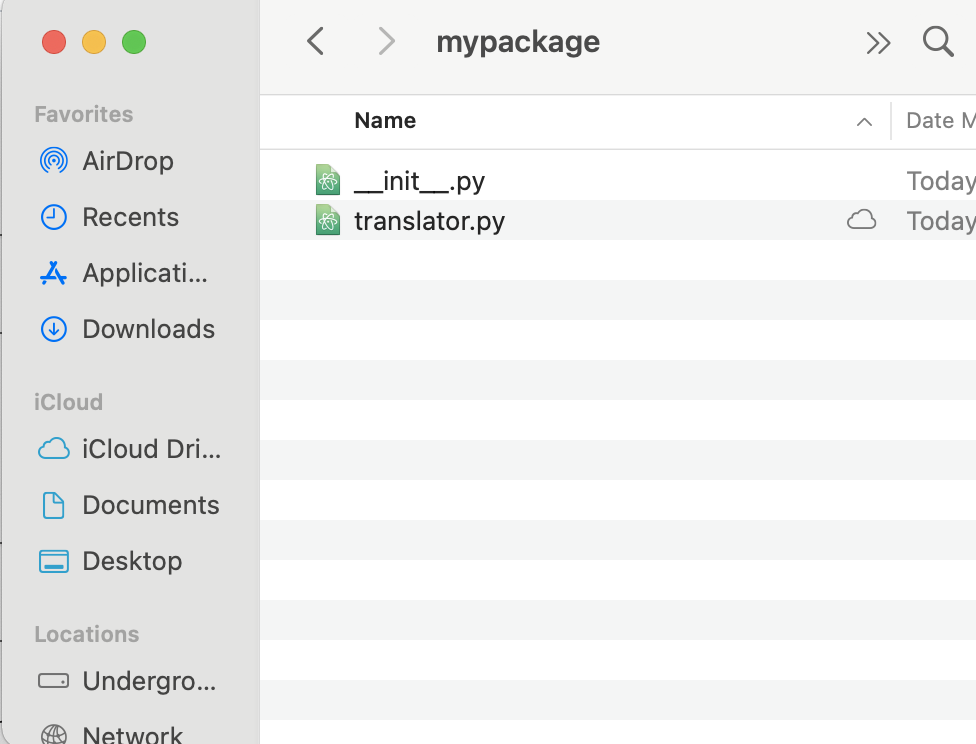 mypackage
Favorites
AirDrop
Recents
Applicati...
Downloads
iCloud
iCloud Dri...
Documents
Desktop
Locations
Undergro...
Network
Name
Date M
__init__.py
Today
translator.py
Today